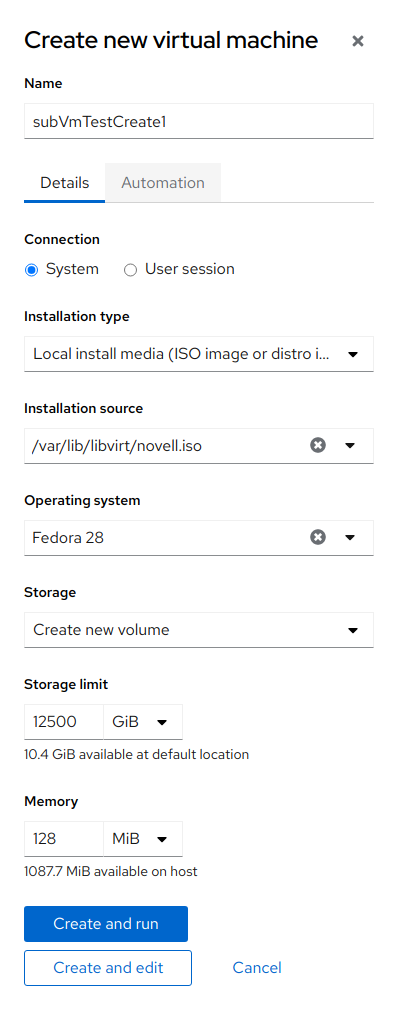 Create new virtual machine
Name
subVmTestCreate1
Details Automation
Connection
System User session
Installation type
Local install media (ISO image or distro i...
Installation source
/var/lib/libvirt/novell.iso
Operating system
Fedora 28
Storage
Create new volume
Storage limit
12500 GiB
10.4 GiB available at default location
Memory
128 MiB
1087.7 MiB available on host
Create and run
Create and edit Cancel